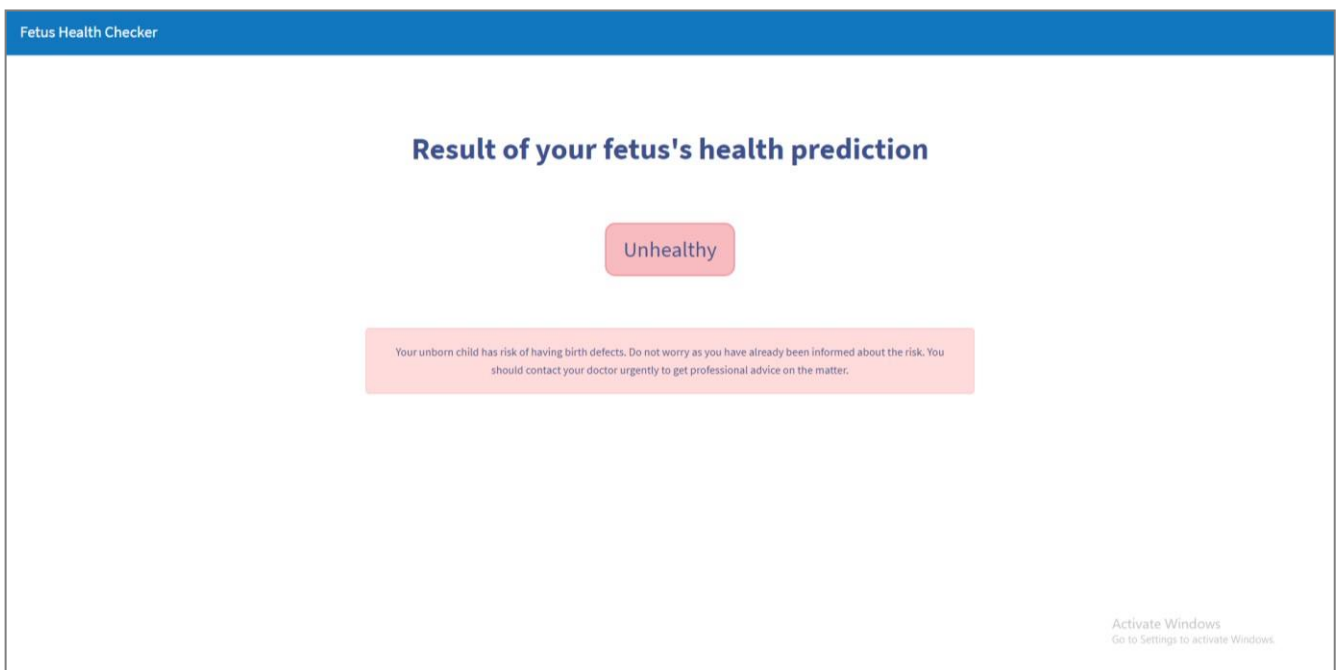 Fetus Health Checker
Result of your fetus's health prediction
Unhealthy
Your unborn child has risk of having birth defects. Do not worry as you have already been informed about the risk. You
should contact your doctor urgently to get professional advice on the matter.
Activate Windows
Go to Settings to activate Windows.